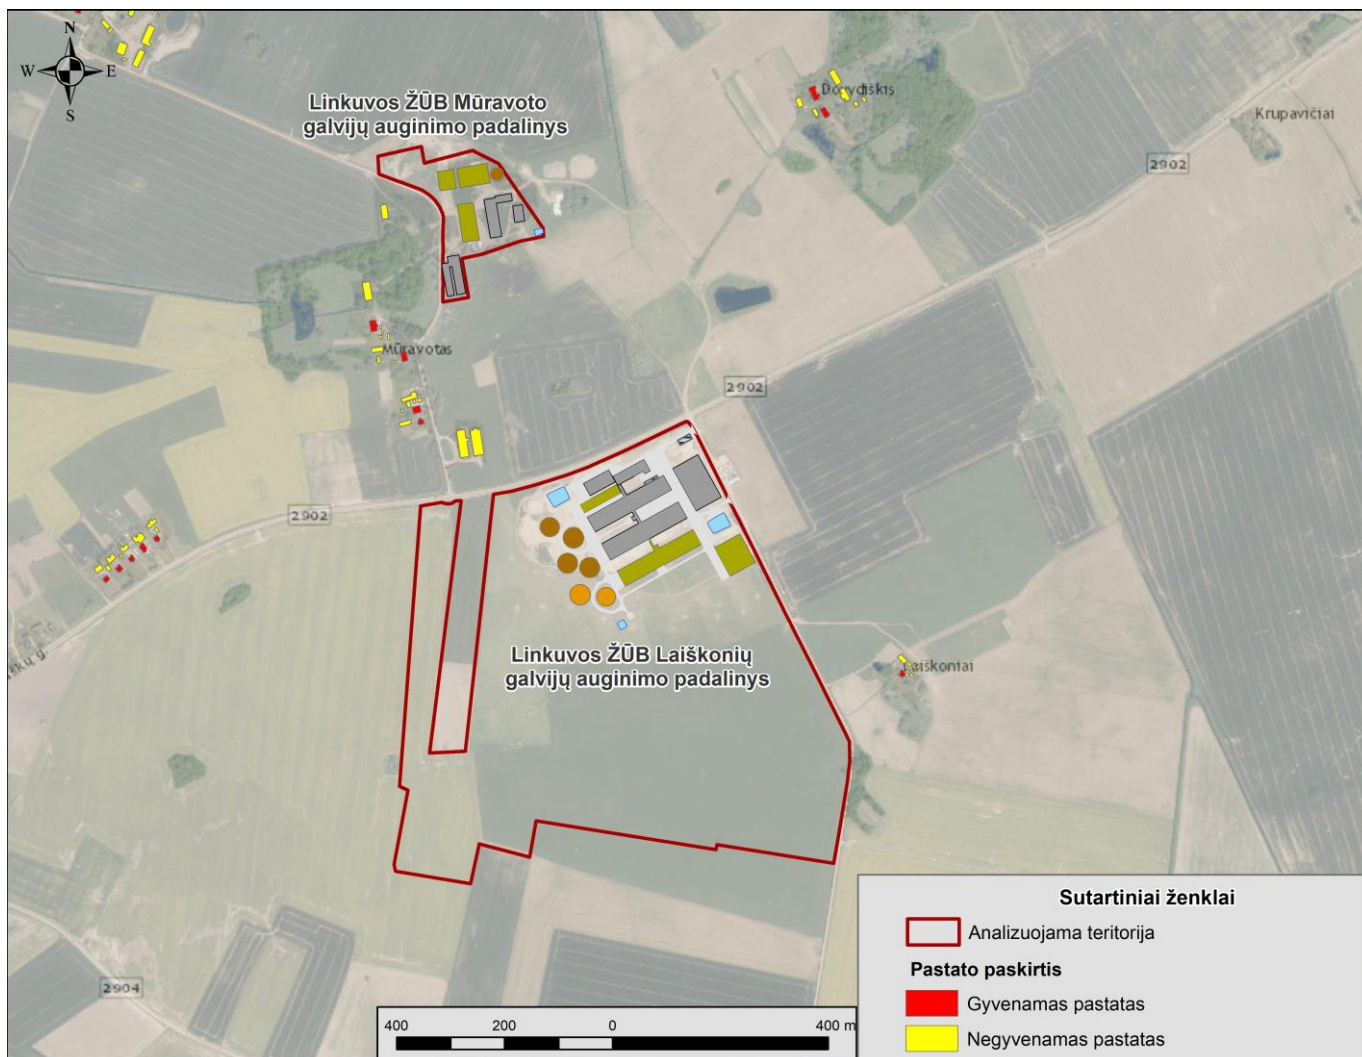 N
W E
S
Linkuvos ŽŪB Mūravoto
galvijų auginimo padalinys
Dovydiškis
Krupavičiai
2902
Mūravotas
2902
2902
Linkuvos ŽŪB Laiškonių
galvijų auginimo padalinys
Laiškoniai
g.
2904
Sutartiniai ženklai
Analizuojama teritorija
Pastato paskirtis
Gyvenamas pastatas
Negyvenamas pastatas
400 200 0 400 m